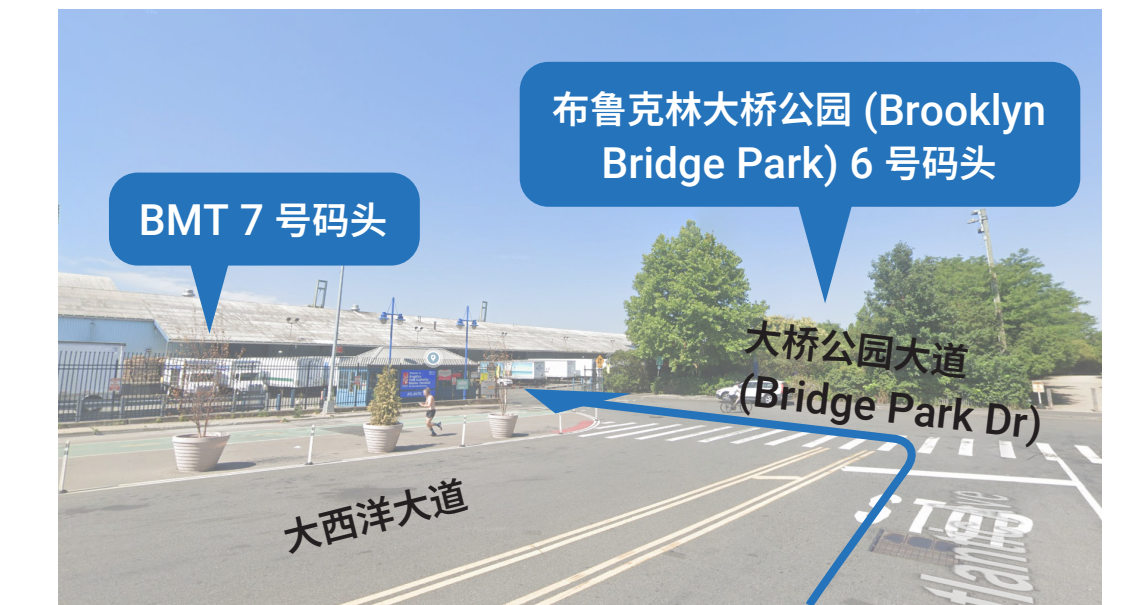 布鲁克林大桥公园 (Brooklyn
Bridge Park) 6 号码头
BMT 7 号码头
大桥公园大道
(Bridge Park Dr)
大西洋大道
STOP